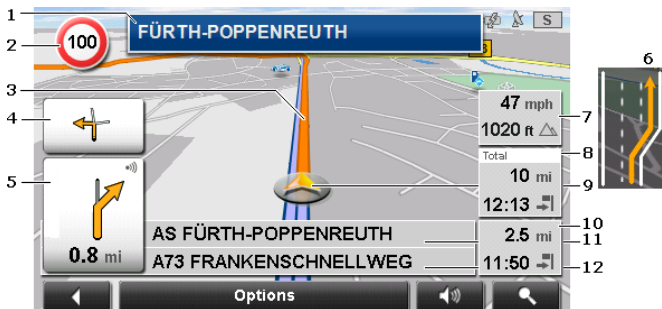 1
FÜRTH-POPPENREUTH
S
2
100
3
6
4
47 mph
7
1020 ft
Total
8
5
10 mi
9
12:13
10
AS FÜRTH-POPPENREUTH
2.5 mi
11
0.8 mi
A73 FRANKENSCHNELLWEG
11:50
12
Options